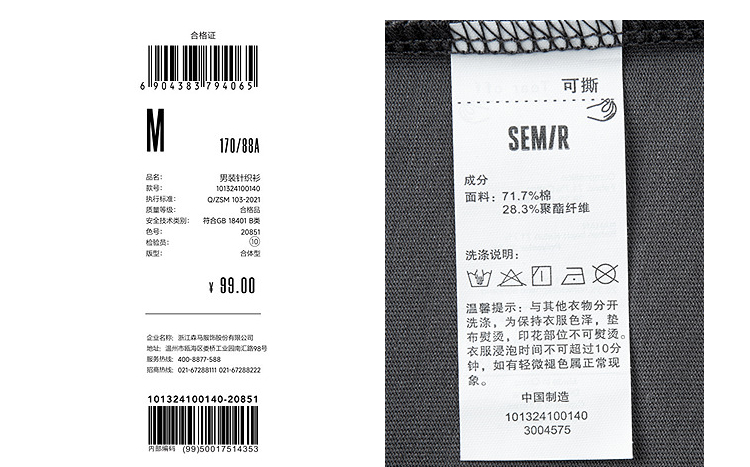 合格证
6 904383 794065
M
170/88A
品名: 男装针织衫
款号: 101324100140
执行标准: Q/ZSM 103-2021
质量等级: 合格品
安全技术类别: 符合GB 18401 B类
色号: 20851
检验员: ⑩
版型: 合体型
¥ 99.00
企业名称: 浙江森马服饰股份有限公司
地址: 温州市瓯海区娄桥工业园南汇路98号
服务热线: 400-8877-588
招商热线: 021-67288111 021-67288222
101324100140-20851
内部编码 (99)50017514353
可撕
SEM/R
成分
面料: 71.7%棉
28.3%聚酯纤维
洗涤说明:
温馨提示: 与其他衣物分开
洗涤, 为保持衣服色泽, 垫
布熨烫, 印花部位不可熨烫。
衣服浸泡时间不可超过10分
钟, 如有轻微褪色属正常现
象。
中国制造
101324100140
3004575